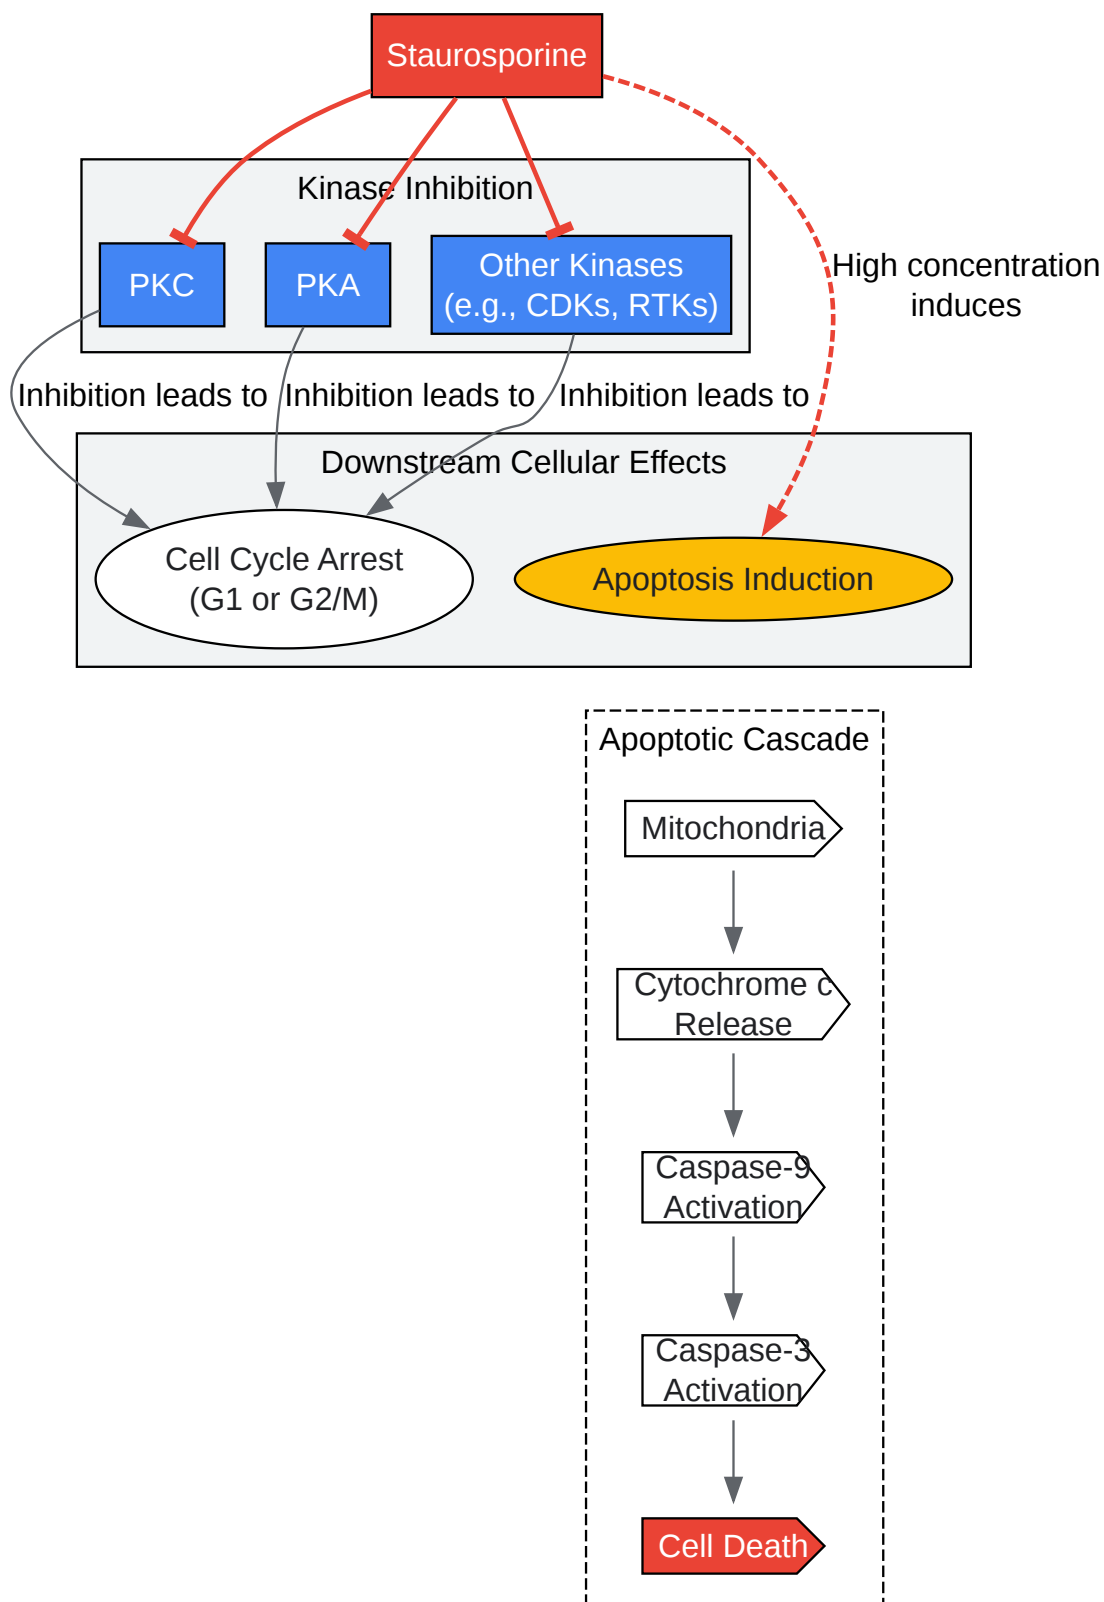 Staurosporine
Kinase Inhibition
PKC
PKA
Other Kinases
(e.g., CDKs, RTKs)
High concentration
induces
Inhibition leads to
Inhibition leads to
Inhibition leads to
Downstream Cellular Effects
Cell Cycle Arrest
(G1 or G2/M)
Apoptosis Induction
Apoptotic Cascade
Mitochondria
Cytochrome c
Release
Caspase-9
Activation
Caspase-3
Activation
Cell Death